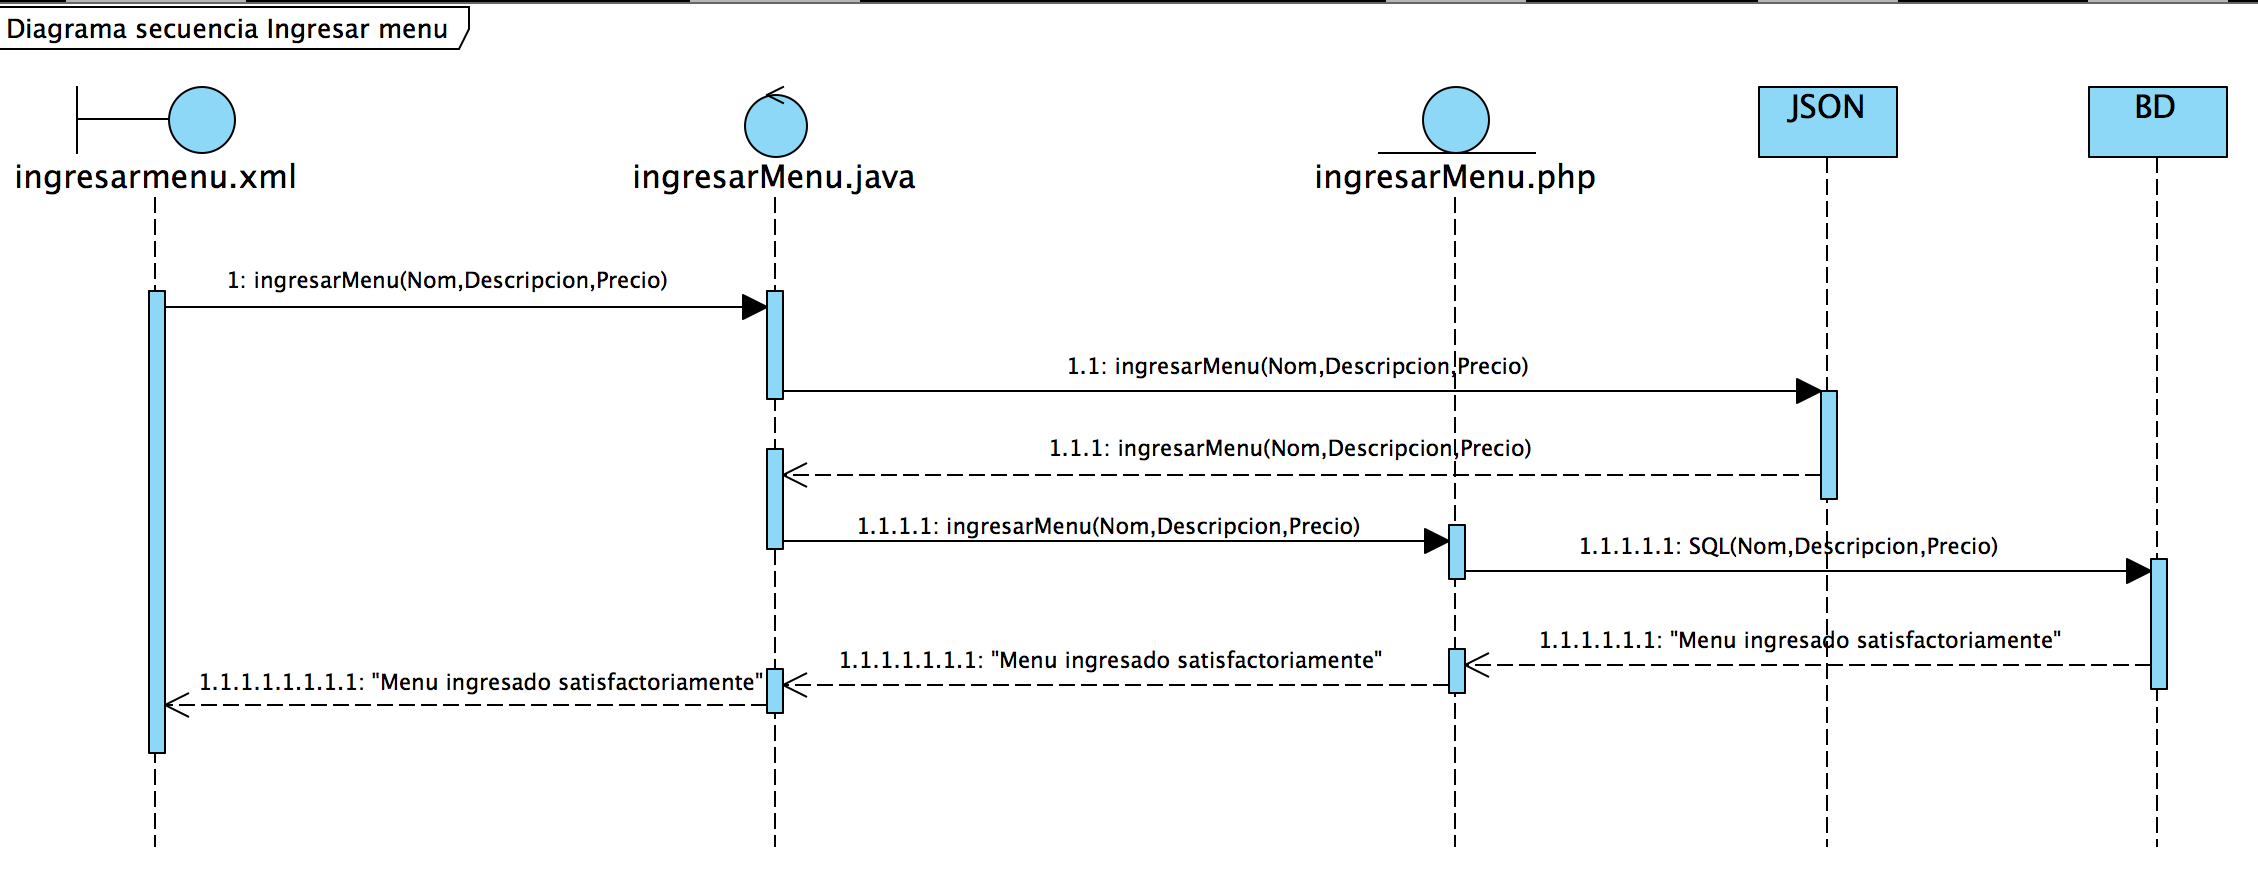 Diagrama secuencia Ingresar menu
ingresarmenu.xml
ingresarMenu.java
ingresarMenu.php
JSON
BD
1: ingresarMenu(Nom,Descripcion,Precio)
1.1: ingresarMenu(Nom,Descripcion,Precio)
1.1.1: ingresarMenu(Nom,Descripcion,Precio)
1.1.1.1: ingresarMenu(Nom,Descripcion,Precio)
1.1.1.1.1: SQL(Nom,Descripcion,Precio)
1.1.1.1.1.1: "Menu ingresado satisfactoriamente"
1.1.1.1.1.1.1: "Menu ingresado satisfactoriamente"
1.1.1.1.1.1.1.1: "Menu ingresado satisfactoriamente"